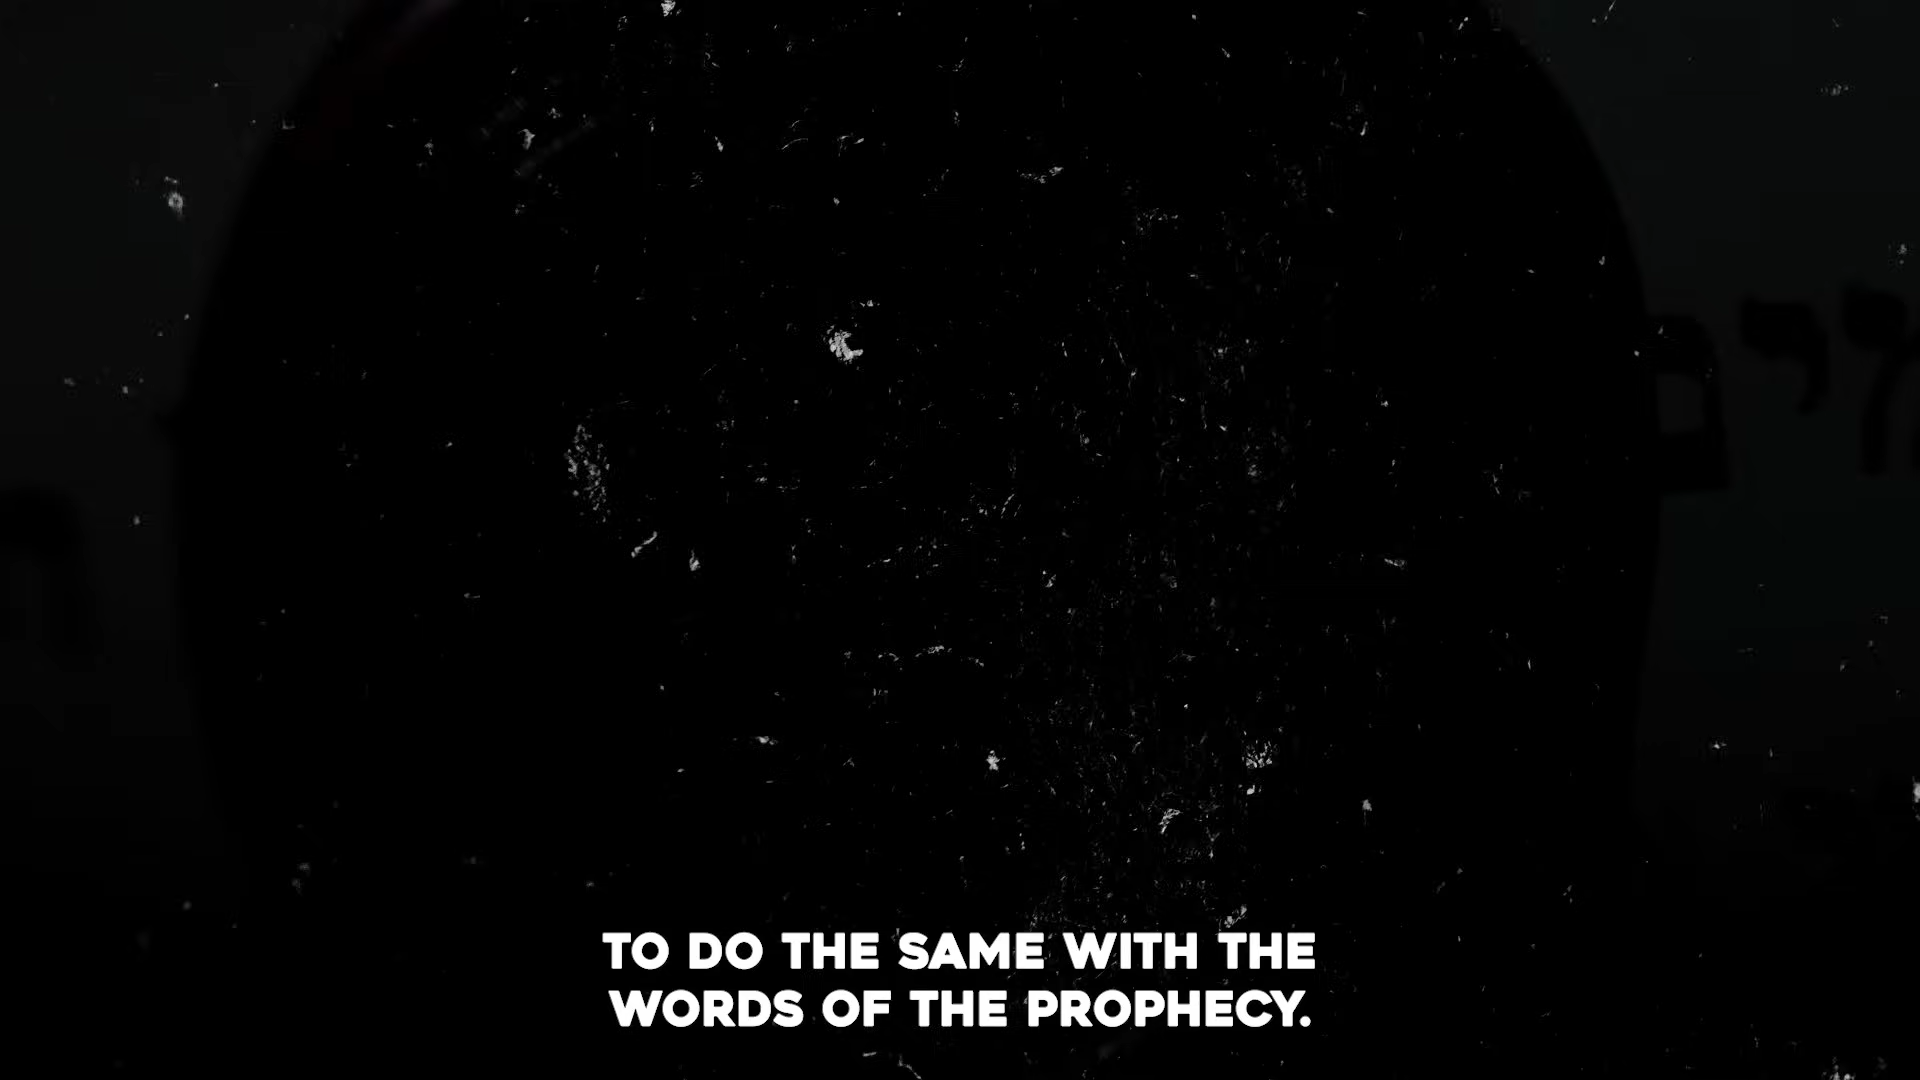 TO DO THE SAME WITH THE
WORDS OF THE PROPHECY.